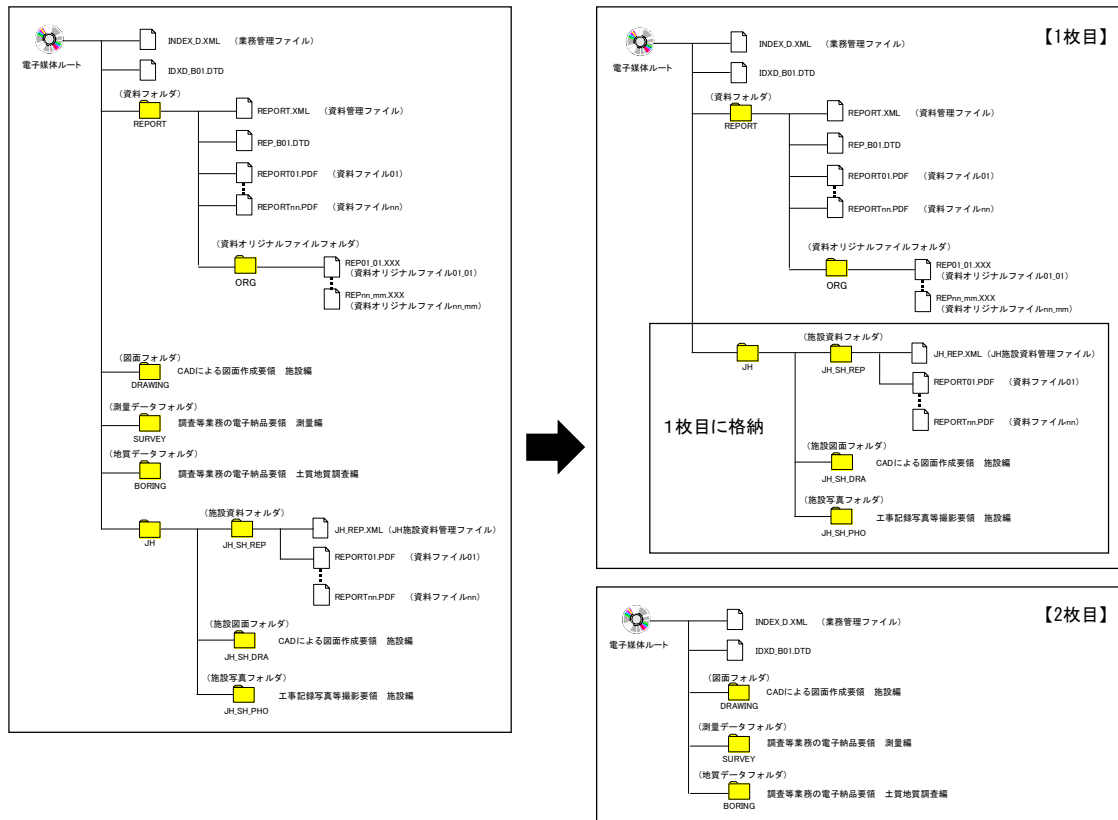 電子媒体ルート
INDEX_D.XML （業務管理ファイル）
IDXD_B01.DTD
（資料フォルダ）
REPORT
REPORT.XML （資料管理ファイル）
REP_B01.DTD
REPORT01.PDF （資料ファイル01）
REPORTnn.PDF （資料ファイルnn）
（資料オリジナルファイルフォルダ）
ORG
REP01_01.XXX
（資料オリジナルファイル01_01）
REPnn_mm.XXX
（資料オリジナルファイルnn_mm）
（図面フォルダ）
DRAWING
CADによる図面作成要領 施設編
（測量データフォルダ）
SURVEY
調査等業務の電子納品要領 測量編
（地質データフォルダ）
BORING
調査等業務の電子納品要領 土質地質調査編
JH
（施設資料フォルダ）
JH_SH_REP
JH_REP.XML（JH施設資料管理ファイル）
REPORT01.PDF （資料ファイル01）
REPORTnn.PDF （資料ファイルnn）
（施設図面フォルダ）
JH_SH_DRA
CADによる図面作成要領 施設編
（施設写真フォルダ）
JH_SH_PHO
工事記録写真等撮影要領 施設編
【1枚目】
電子媒体ルート
INDEX_D.XML （業務管理ファイル）
IDXD_B01.DTD
（資料フォルダ）
REPORT
REPORT.XML （資料管理ファイル）
REP_B01.DTD
REPORT01.PDF （資料ファイル01）
REPORTnn.PDF （資料ファイルnn）
（資料オリジナルファイルフォルダ）
ORG
REP01_01.XXX
（資料オリジナルファイル01_01）
REPnn_mm.XXX
（資料オリジナルファイルnn_mm）
JH
（施設資料フォルダ）
JH_SH_REP
JH_REP.XML（JH施設資料管理ファイル）
REPORT01.PDF （資料ファイル01）
REPORTnn.PDF （資料ファイルnn）
1枚目に格納
（施設図面フォルダ）
JH_SH_DRA
CADによる図面作成要領 施設編
（施設写真フォルダ）
JH_SH_PHO
工事記録写真等撮影要領 施設編
【2枚目】
電子媒体ルート
INDEX_D.XML （業務管理ファイル）
IDXD_B01.DTD
（図面フォルダ）
DRAWING
CADによる図面作成要領 施設編
（測量データフォルダ）
SURVEY
調査等業務の電子納品要領 測量編
（地質データフォルダ）
BORING
調査等業務の電子納品要領 土質地質調査編